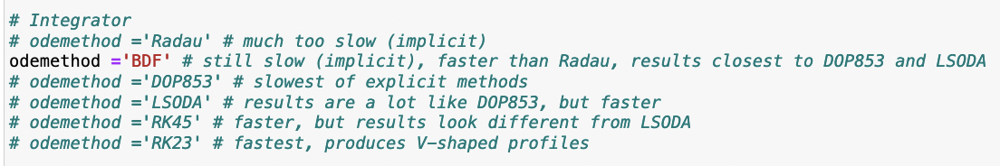 # Integrator
# odemethod ='Radau' # much too slow (implicit)
odemethod ='BDF' # still slow (implicit), faster than Radau, results closest to DOP853 and LSODA
# odemethod ='DOP853' # slowest of explicit methods
# odemethod ='LSODA' # results are a lot like DOP853, but faster
# odemethod ='RK45' # faster, but results look different from LSODA
# odemethod ='RK23' # fastest, produces V-shaped profiles